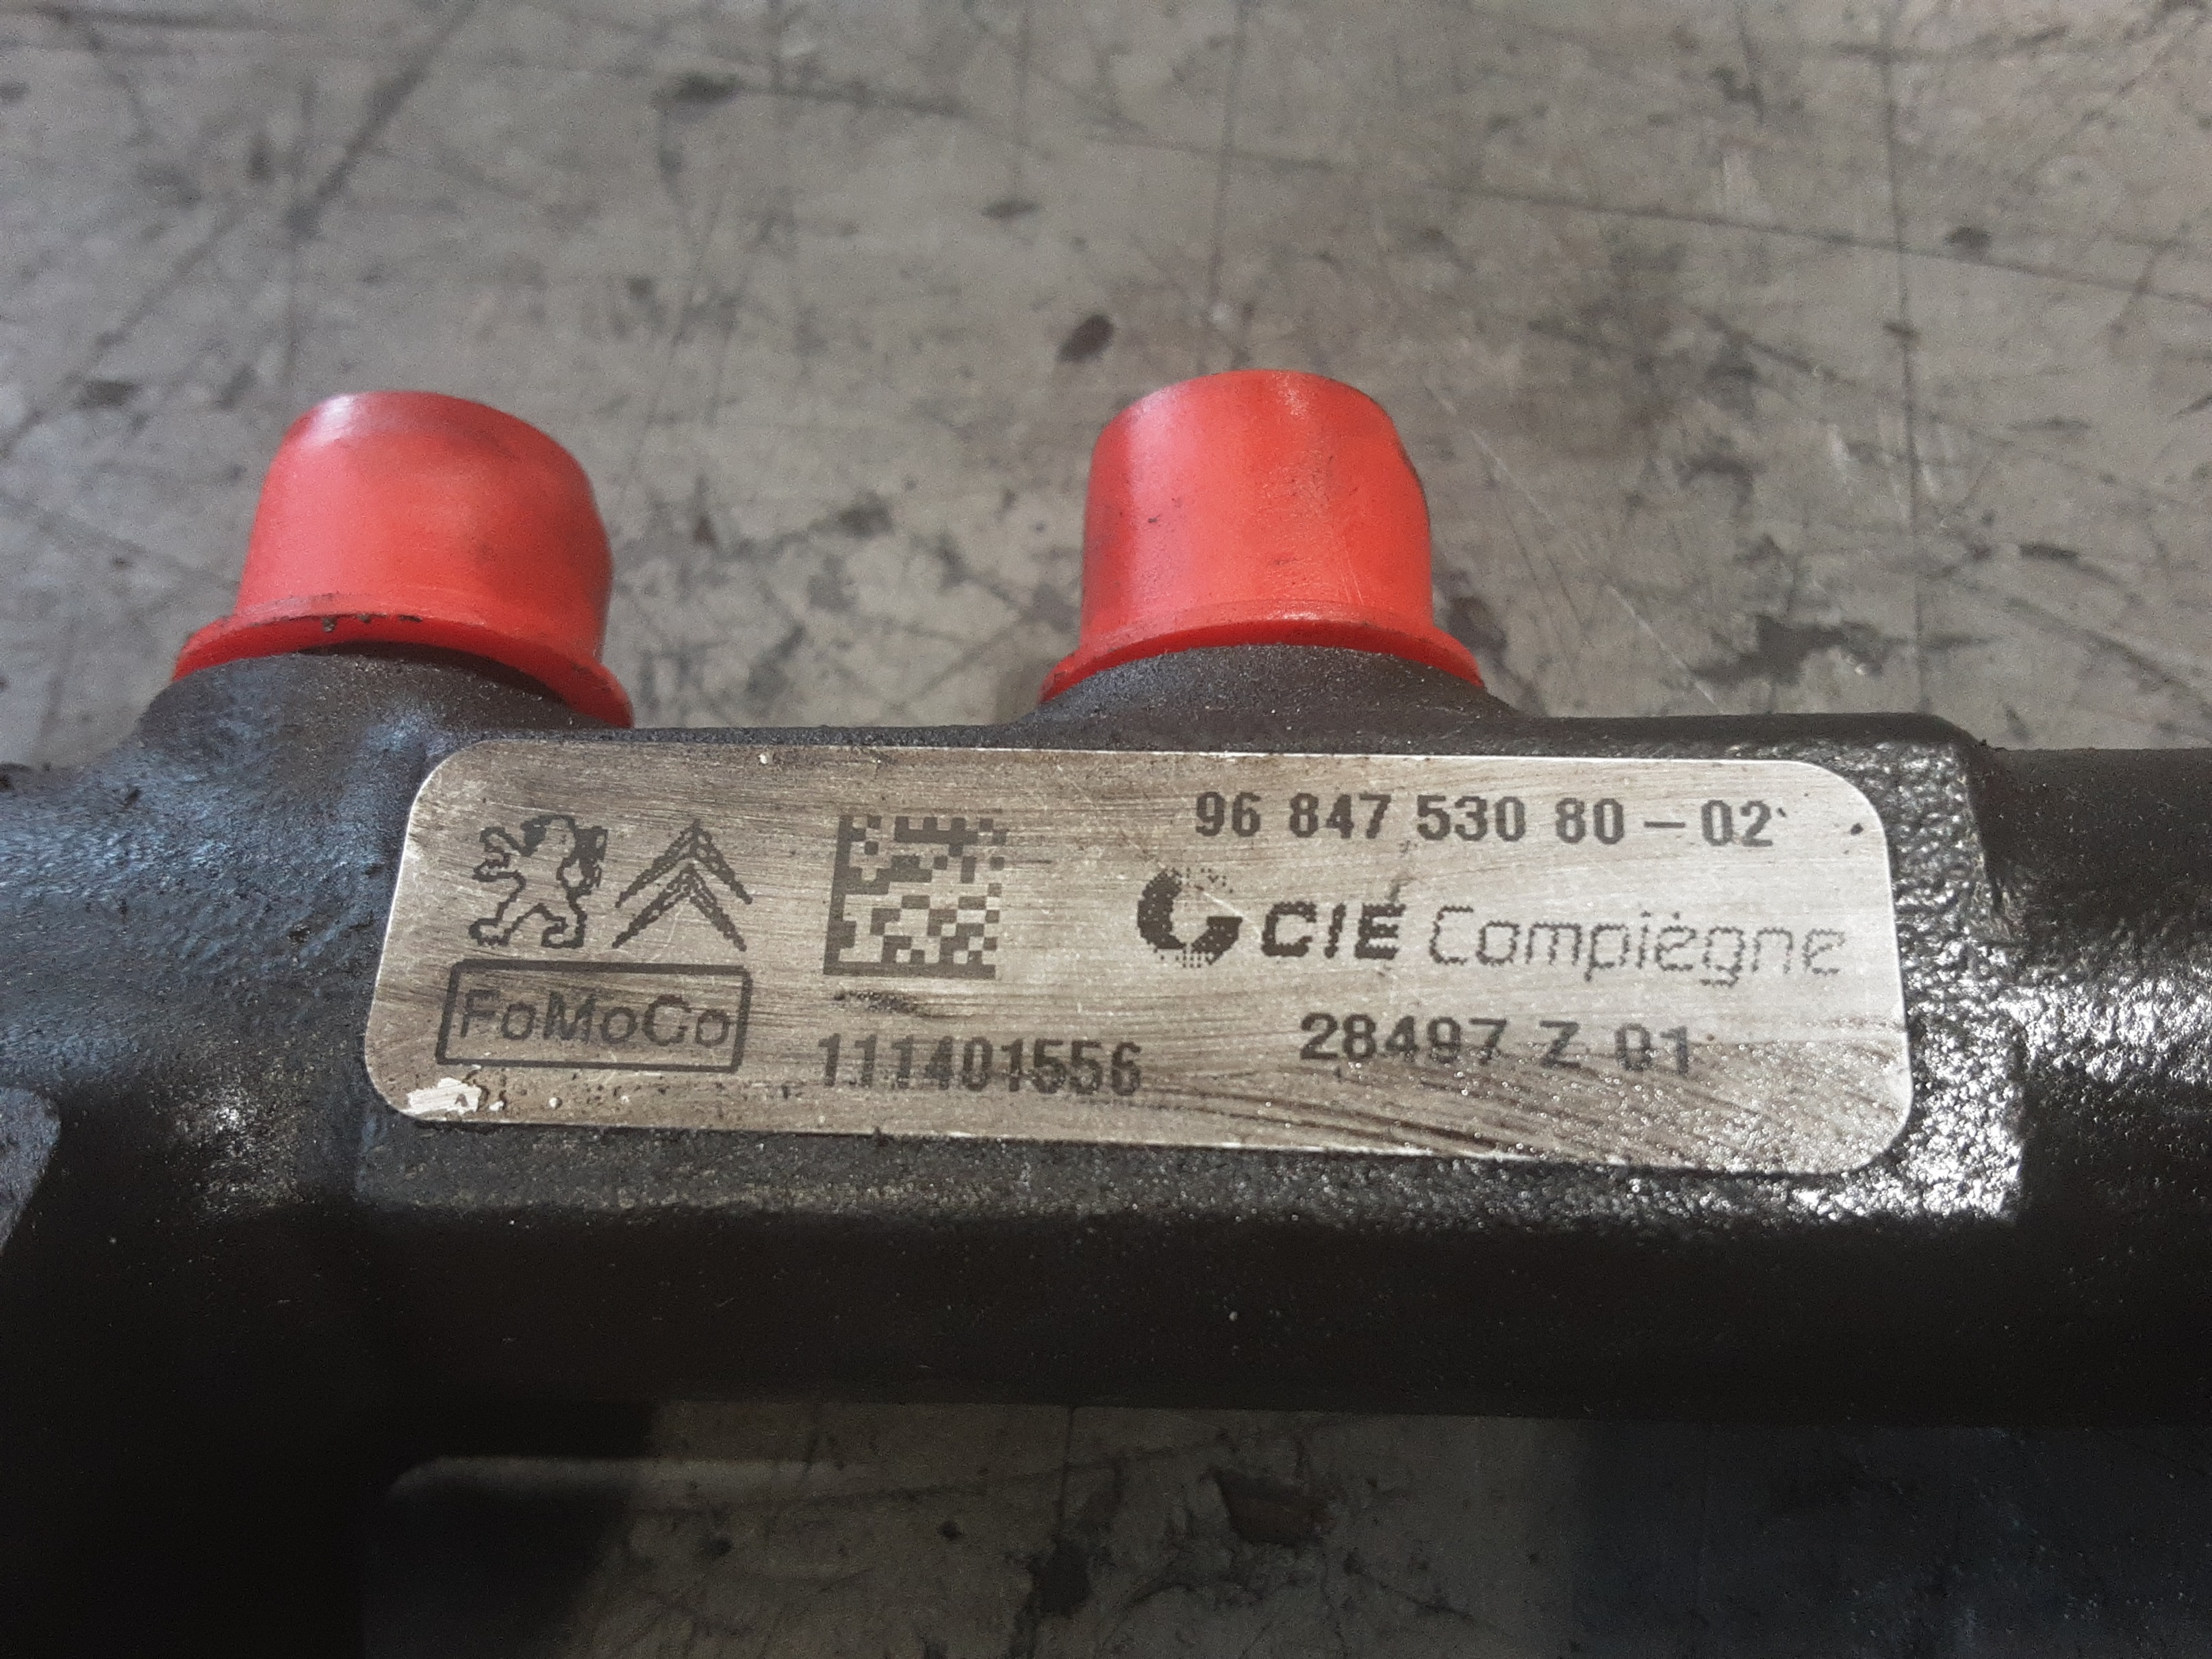 96 847 530 80 - 02
CIE Compiègne
FoMoCo
111401556
28497 Z 01